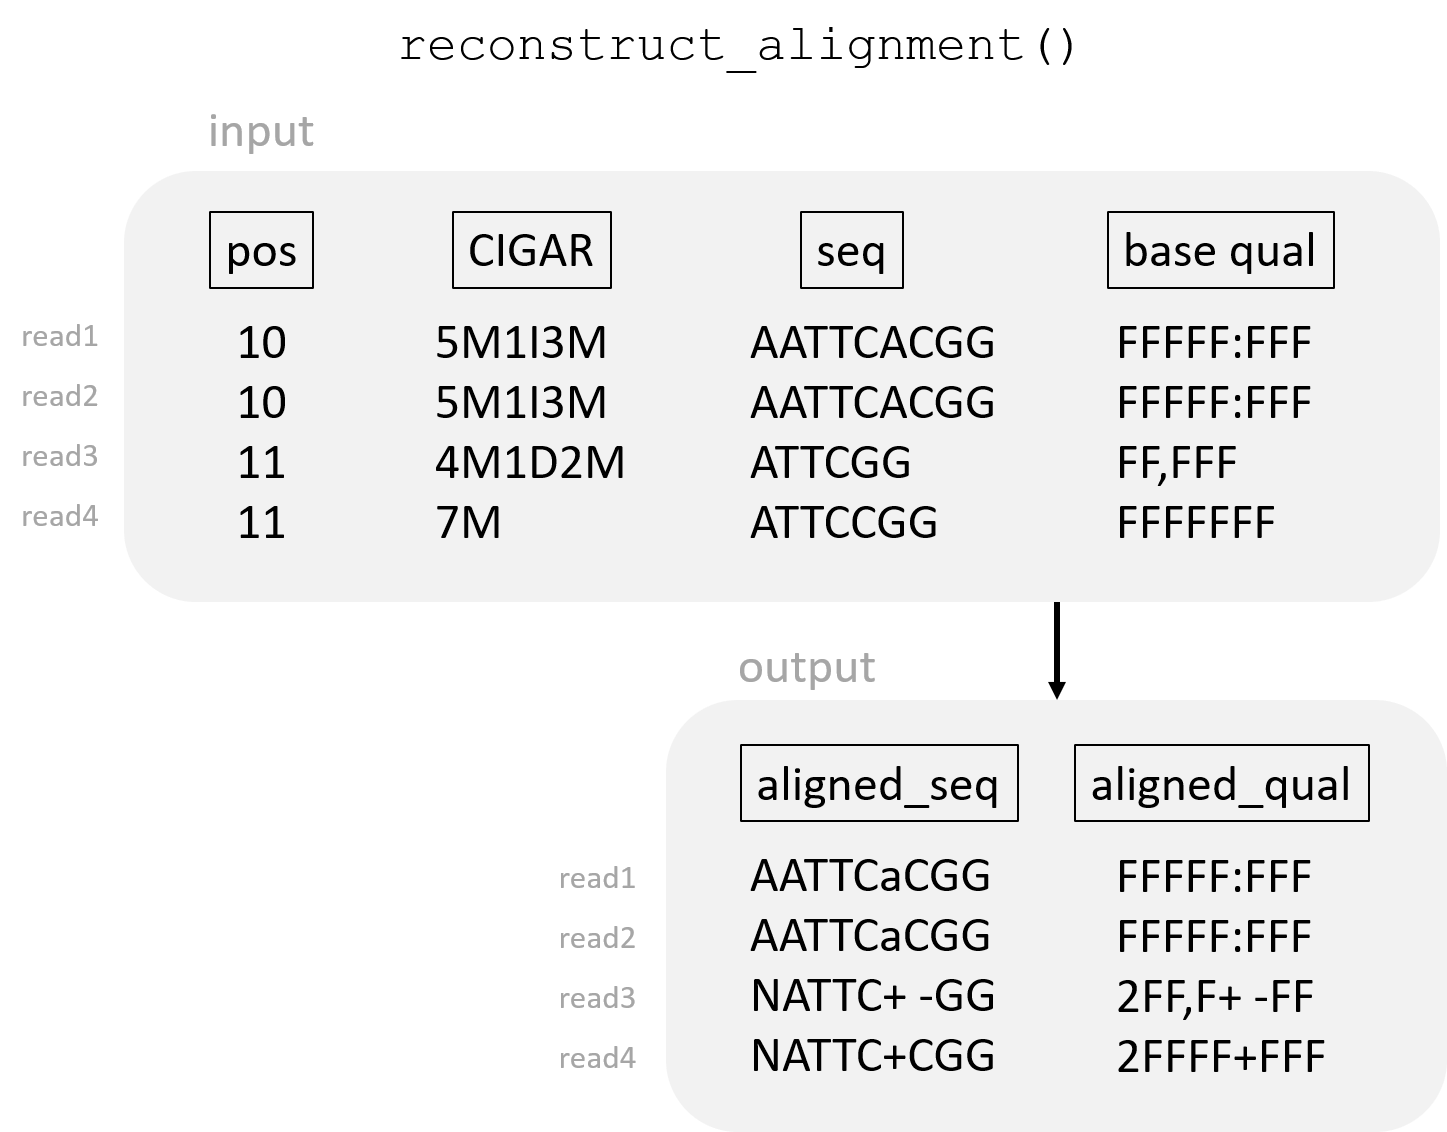 reconstruct_alignment()
input
pos CIGAR seq base qual
read1 10 5M1I3M AATTCACGG FFFFF:FFF
read2 10 5M1I3M AATTCACGG FFFFF:FFF
read3 11 4M1D2M ATTCGG FF,FFF
read4 11 7M ATTCCGG FFFFFFF
output
aligned_seq aligned_qual
read1 AATTCaCGG FFFFF:FFF
read2 AATTCaCGG FFFFF:FFF
read3 NATTC+ -GG 2FF,F+ -FF
read4 NATTC+CGG 2FFFF+FFF